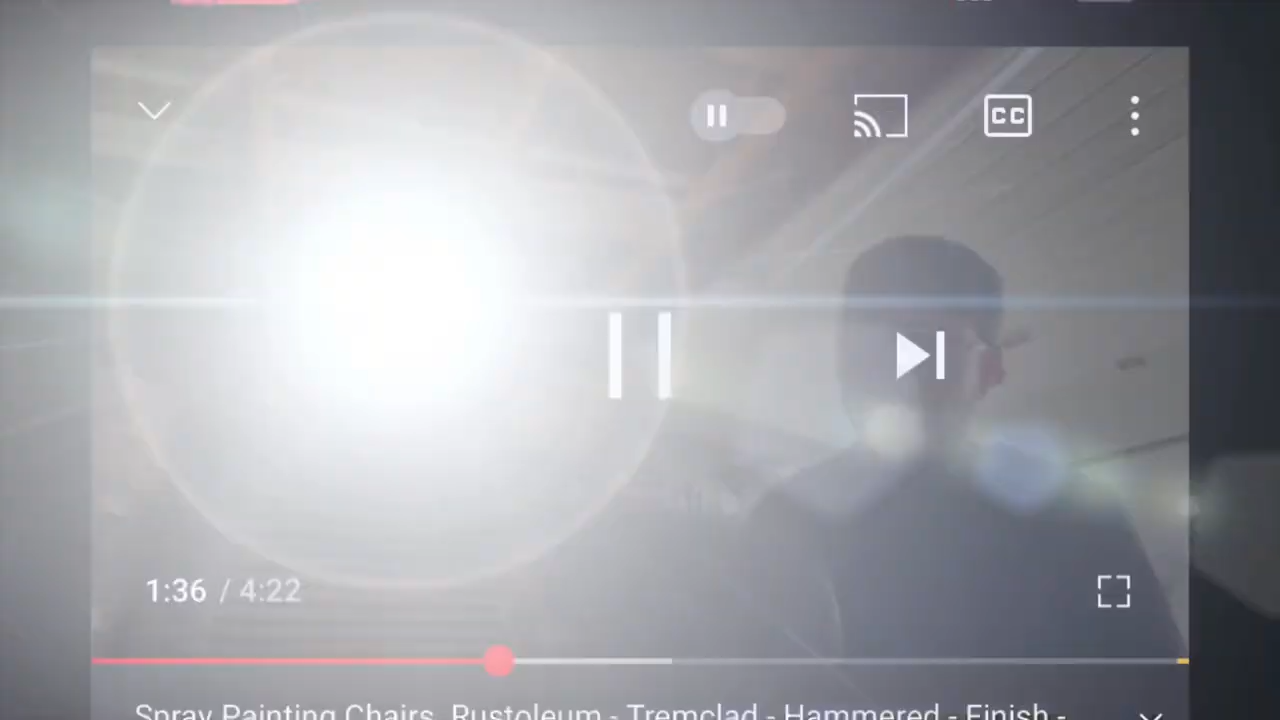 CC
1:36 / 4:22
Spray Painting Chairs, Rustoleum - Tremclad - Hammered - Finish -